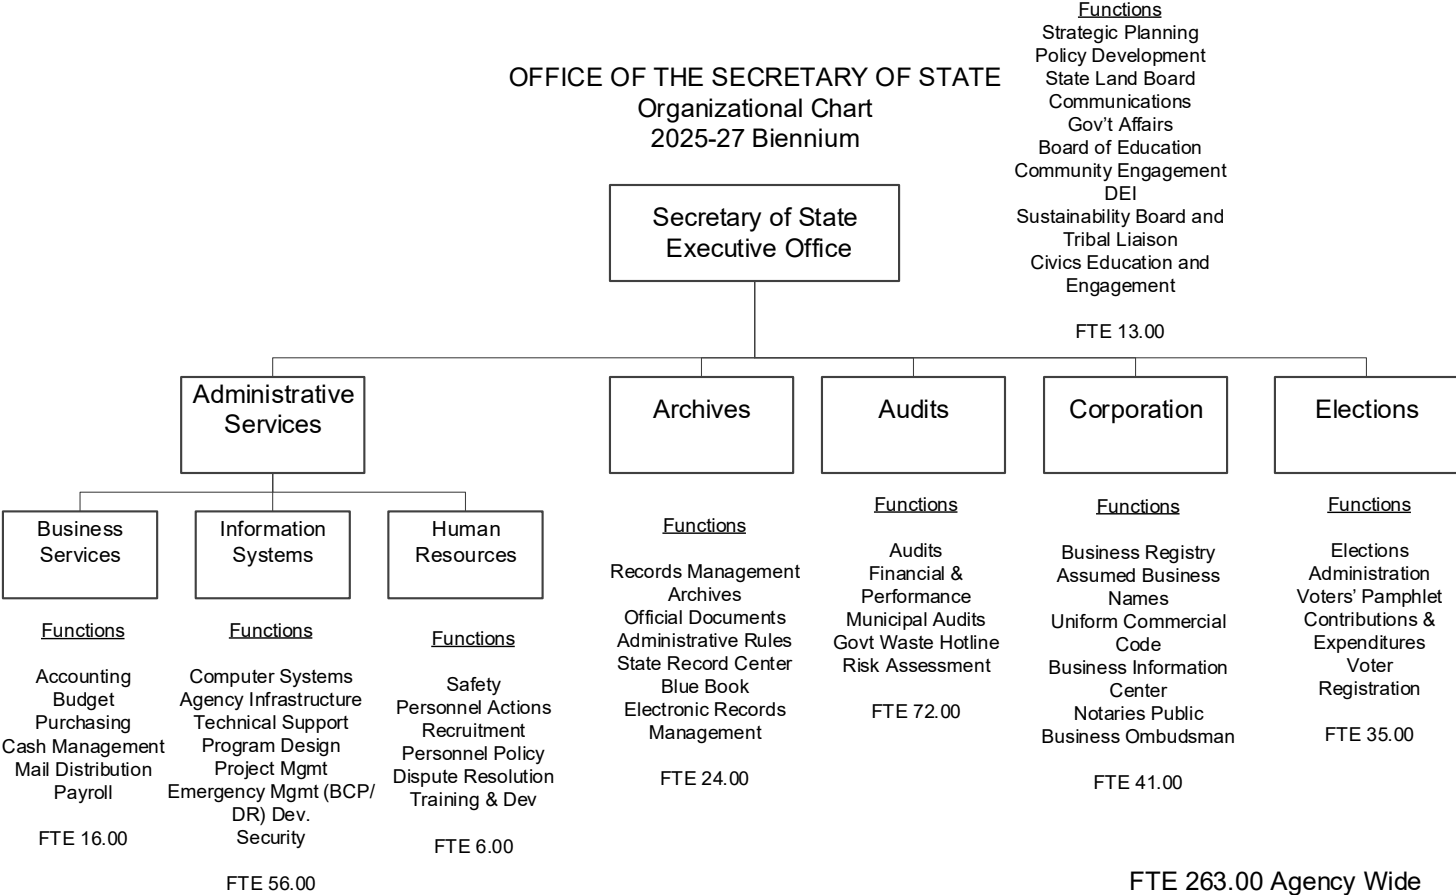 OFFICE OF THE SECRETARY OF STATE
Organizational Chart
2025-27 Biennium
Functions
Strategic Planning
Policy Development
State Land Board
Communications
Gov’t Affairs
Board of Education
Community Engagement
DEI
Sustainability Board and
Tribal Liaison
Civics Education and
Engagement
FTE 13.00
Secretary of State
Executive Office
Administrative
Services
Archives
Audits
Corporation
Elections
Business
Services
Information
Systems
Human
Resources
Functions
Accounting
Budget
Purchasing
Cash Management
Mail Distribution
Payroll
FTE 16.00
Functions
Computer Systems
Agency Infrastructure
Technical Support
Program Design
Project Mgmt
Emergency Mgmt (BCP/
DR) Dev.
Security
FTE 56.00
Functions
Safety
Personnel Actions
Recruitment
Personnel Policy
Dispute Resolution
Training & Dev
FTE 6.00
Functions
Records Management
Archives
Official Documents
Administrative Rules
State Record Center
Blue Book
Electronic Records
Management
FTE 24.00
Functions
Audits
Financial &
Performance
Municipal Audits
Govt Waste Hotline
Risk Assessment
FTE 72.00
Functions
Business Registry
Assumed Business
Names
Uniform Commercial
Code
Business Information
Center
Notaries Public
Business Ombudsman
FTE 41.00
Functions
Elections
Administration
Voters’ Pamphlet
Contributions &
Expenditures
Voter
Registration
FTE 35.00
FTE 263.00 Agency Wide